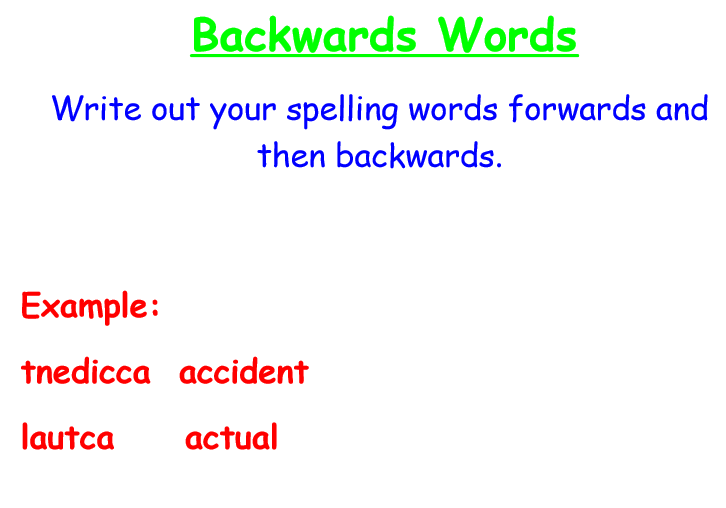 Backwards Words
Write out your spelling words forwards and
then backwards.
Example:
tnedicca accident
lautca actual